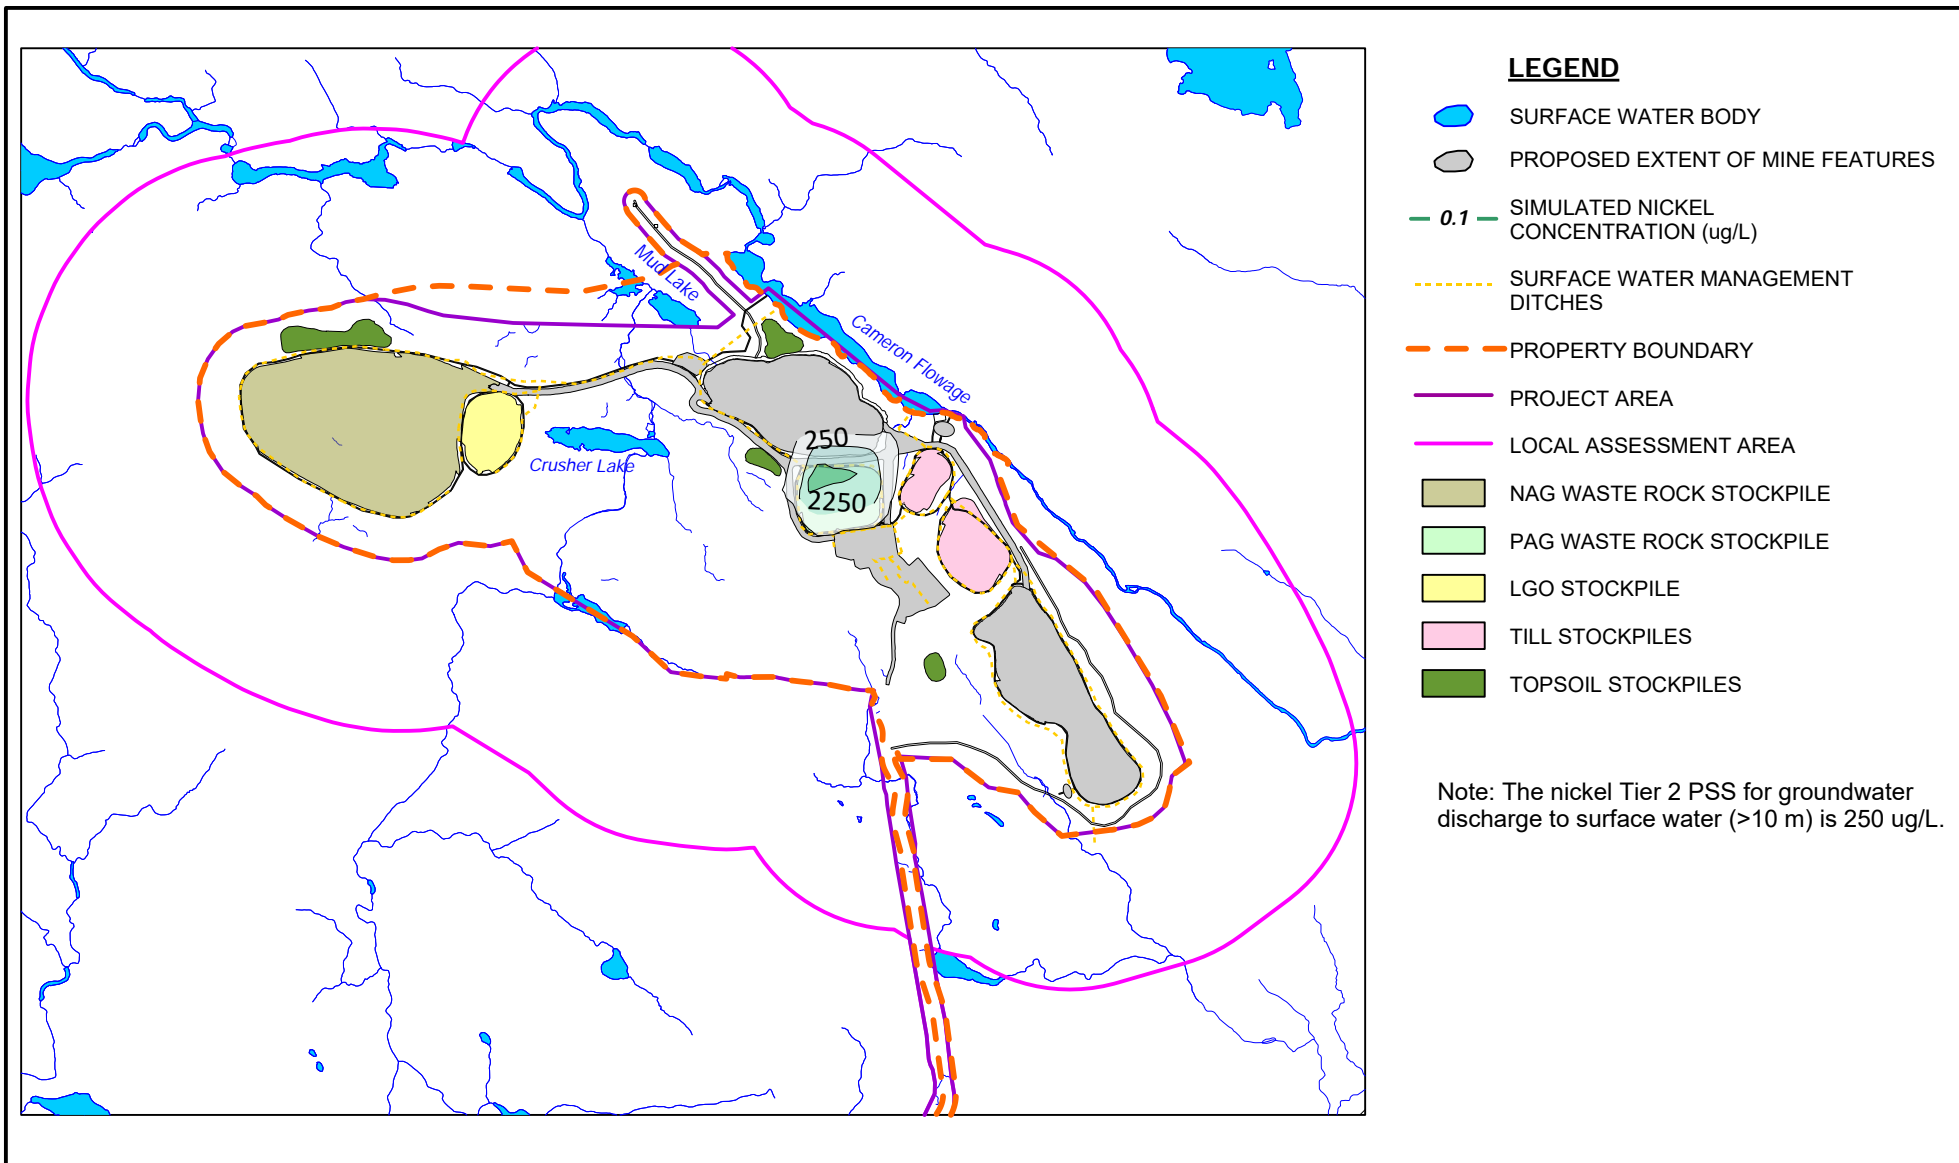 LEGEND
SURFACE WATER BODY
PROPOSED EXTENT OF MINE FEATURES
0.1
SIMULATED NICKEL
CONCENTRATION (ug/L)
SURFACE WATER MANAGEMENT
DITCHES
PROPERTY BOUNDARY
PROJECT AREA
LOCAL ASSESSMENT AREA
NAG WASTE ROCK STOCKPILE
PAG WASTE ROCK STOCKPILE
LGO STOCKPILE
TILL STOCKPILES
TOPSOIL STOCKPILES
Note: The nickel Tier 2 PSS for groundwater
discharge to surface water (>10 m) is 250 ug/L.
Mud Lake
Cameron Flowage
Crusher Lake
250
2250